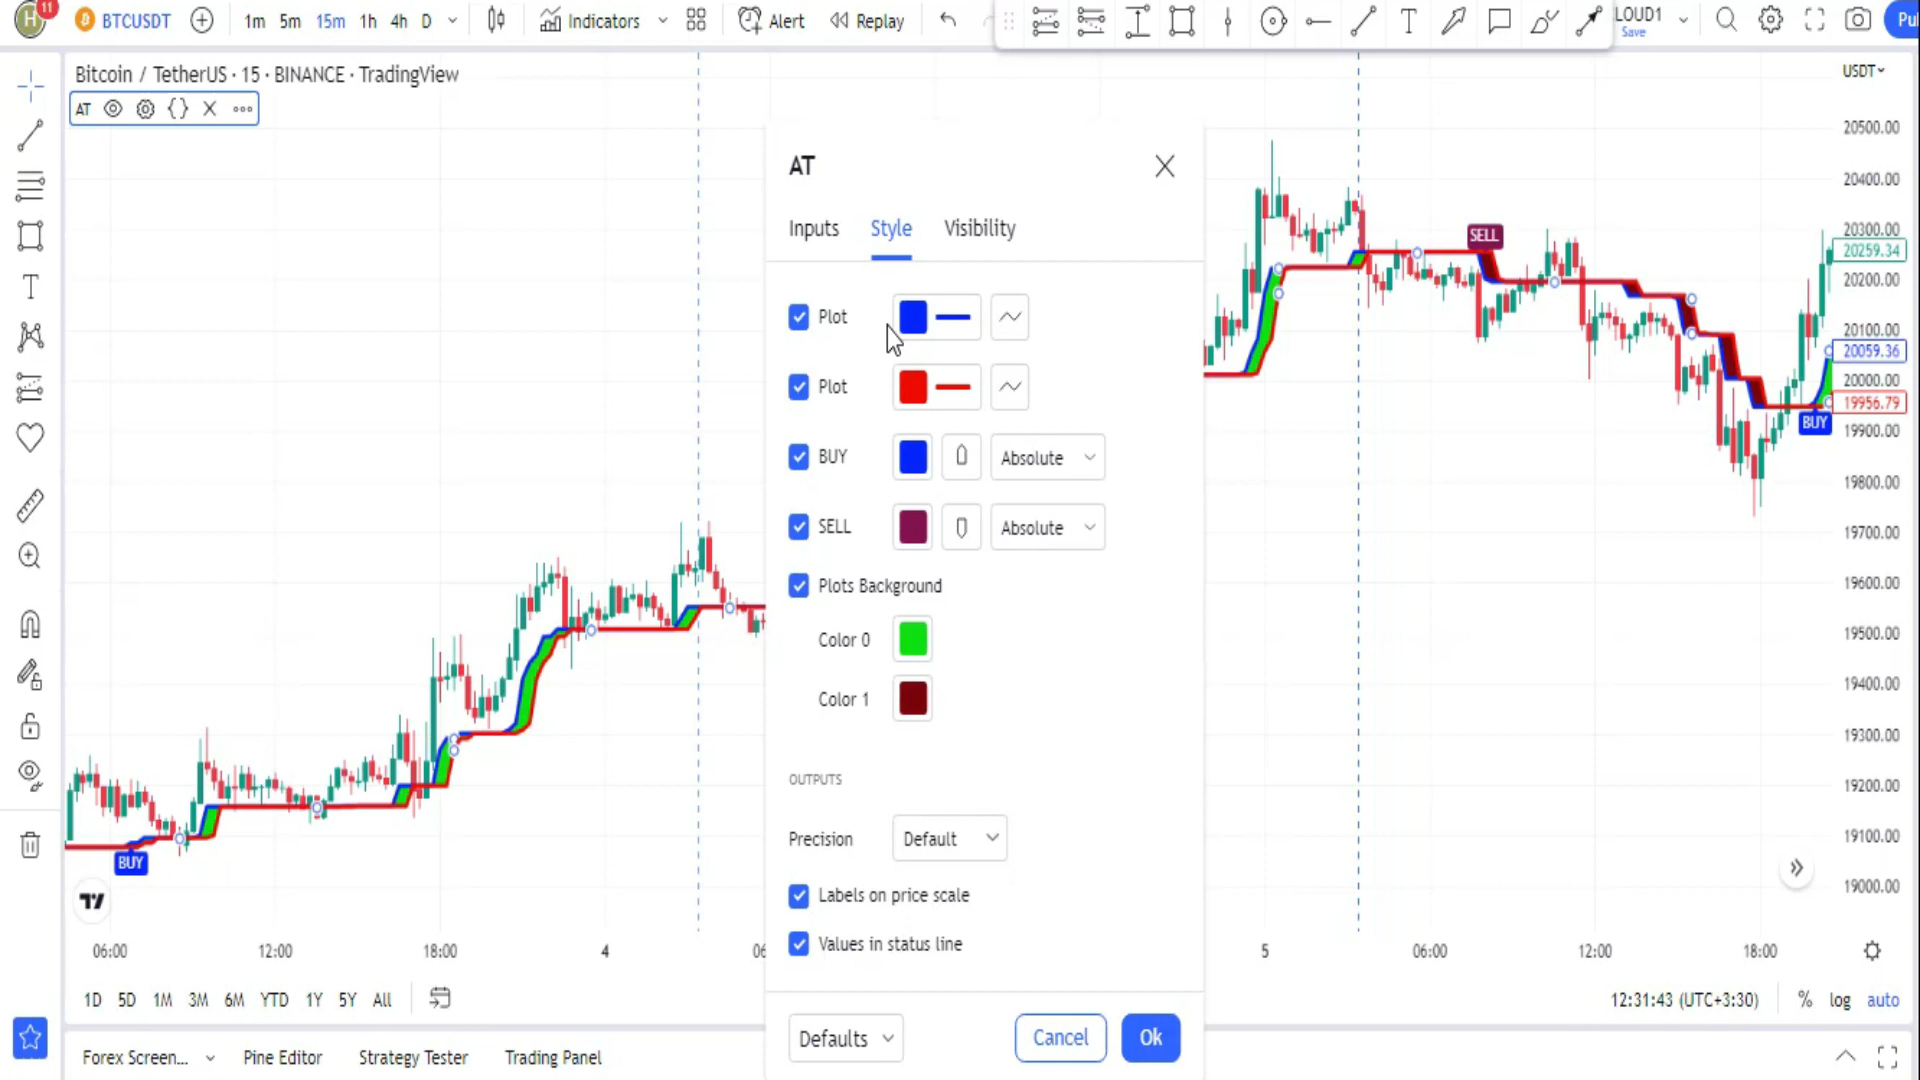 H
11
BTCUSDT
1m 5m 15m 1h 4h D
Indicators
Alert
Replay
T
LOUD1
Save
Pu
Bitcoin / TetherUS · 15 · BINANCE · TradingView
USDT
AT
20500.00
20400.00
20300.00
20259.34
20200.00
20100.00
20059.36
20000.00
19956.79
19900.00
19800.00
19700.00
19600.00
19500.00
19400.00
19300.00
19200.00
19100.00
19000.00
SELL
BUY
BUY
AT
Inputs Style Visibility
Plot
Plot
BUY Absolute
SELL Absolute
Plots Background
Color 0
Color 1
OUTPUTS
Precision Default
Labels on price scale
Values in status line
Defaults Cancel Ok
06:00 12:00 18:00 4 06 5 06:00 12:00 18:00
1D 5D 1M 3M 6M YTD 1Y 5Y All
12:31:43 (UTC+3:30) % log auto
Forex Screen... Pine Editor Strategy Tester Trading Panel